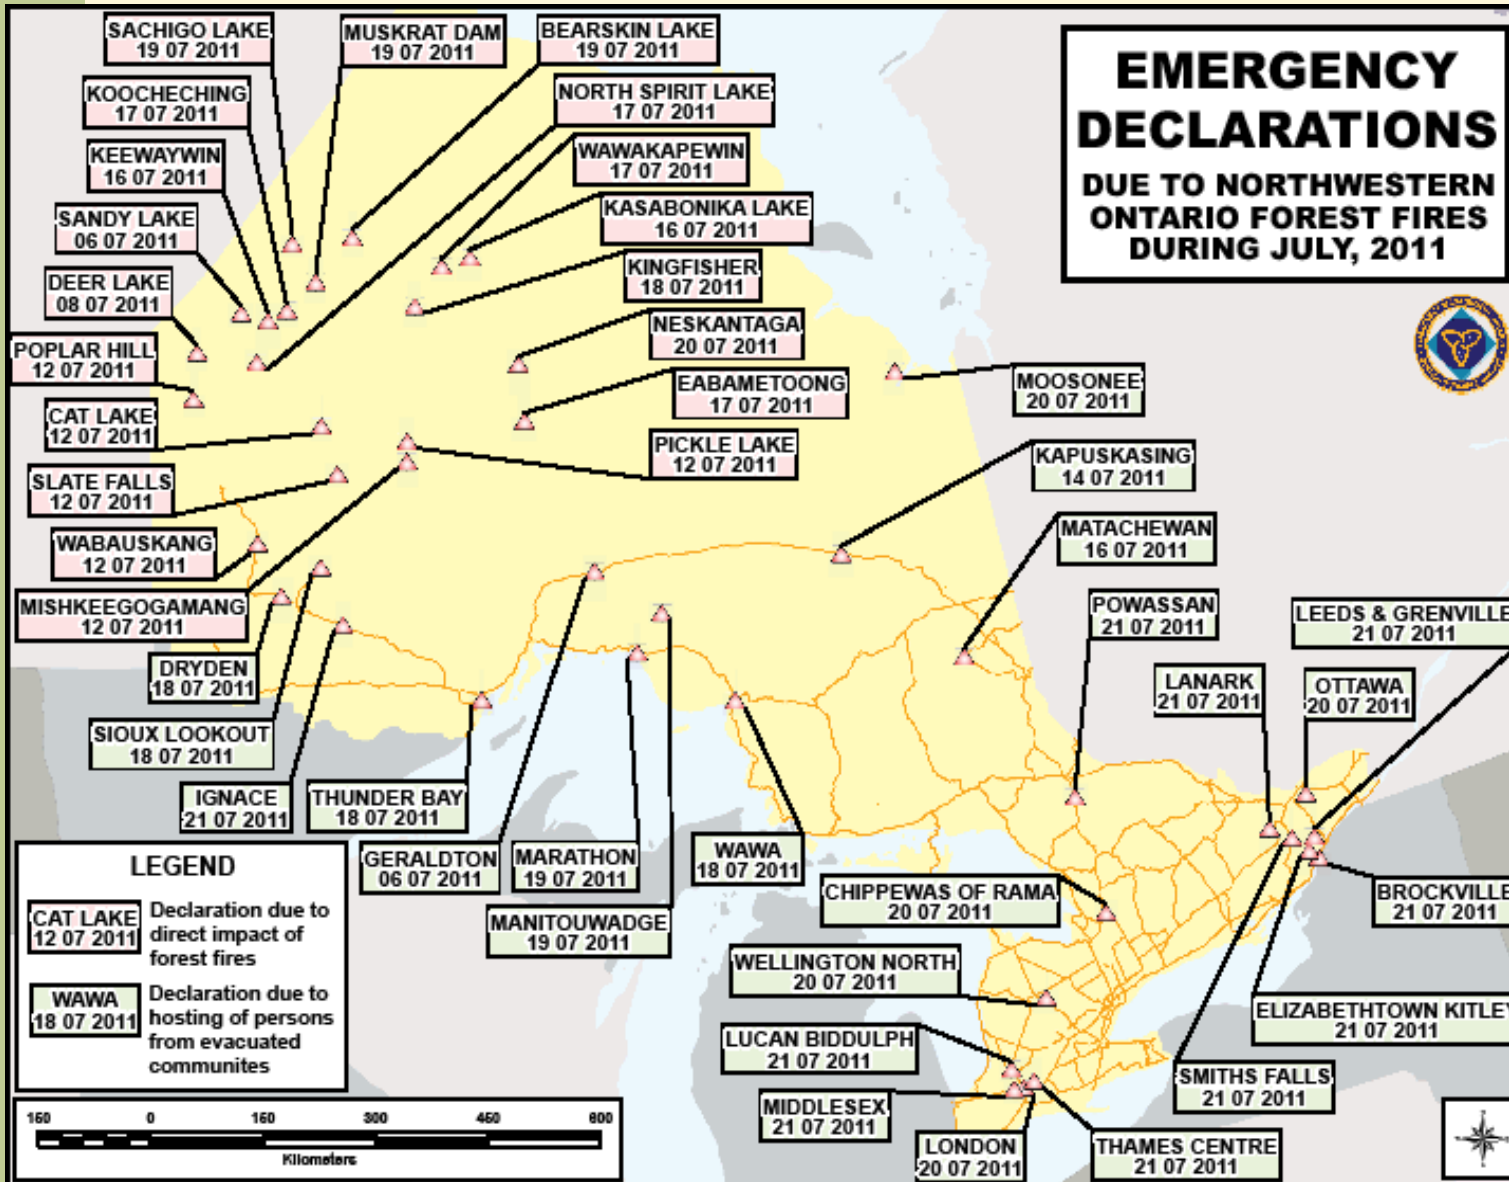 EMERGENCY
DECLARATIONS
DUE TO NORTHWESTERN
ONTARIO FOREST FIRES
DURING JULY, 2011
SACHIGO LAKE
19 07 2011
MUSKRAT DAM
19 07 2011
BEARSKIN LAKE
19 07 2011
KOOCHECHING
17 07 2011
NORTH SPIRIT LAKE
17 07 2011
KEEWAYWIN
16 07 2011
WAWAKAPEWIN
17 07 2011
SANDY LAKE
06 07 2011
KASABONIKA LAKE
16 07 2011
DEER LAKE
08 07 2011
KINGFISHER
18 07 2011
POPLAR HILL
12 07 2011
NESKANTAGA
20 07 2011
CAT LAKE
12 07 2011
EABAMETOONG
17 07 2011
MOOSONEE
20 07 2011
SLATE FALLS
12 07 2011
PICKLE LAKE
12 07 2011
KAPUSKASING
14 07 2011
WABAUSKANG
12 07 2011
MATACHEWAN
16 07 2011
MISHKEEGOGAMANG
12 07 2011
POWASSAN
21 07 2011
LEEDS & GRENVILLE
21 07 2011
DRYDEN
18 07 2011
LANARK
21 07 2011
OTTAWA
20 07 2011
SIOUX LOOKOUT
18 07 2011
IGNACE
21 07 2011
THUNDER BAY
18 07 2011
GERALDTON
06 07 2011
MARATHON
19 07 2011
WAWA
18 07 2011
MANITOUWADGE
19 07 2011
CHIPPEWAS OF RAMA
20 07 2011
BROCKVILLE
21 07 2011
WELLINGTON NORTH
20 07 2011
ELIZABETHTOWN KITLEY
21 07 2011
LUCAN BIDDULPH
21 07 2011
SMITHS FALLS
21 07 2011
MIDDLESEX
21 07 2011
LONDON
20 07 2011
THAMES CENTRE
21 07 2011
LEGEND
CAT LAKE
12 07 2011
Declaration due to
direct impact of
forest fires
WAWA
18 07 2011
Declaration due to
hosting of persons
from evacuated
communites
150 0 150 300 450 600
Kilometers